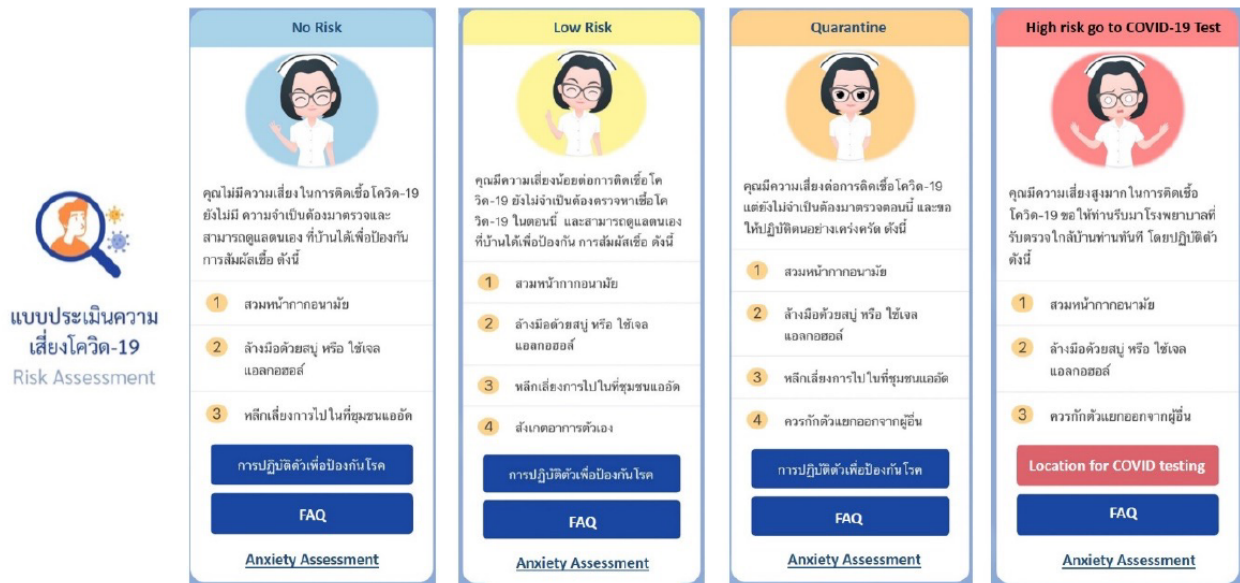 แบบประเมินความ
เสี่ยงโควิด-19
Risk Assessment
No Risk
คุณไม่มีความเสี่ยงในการติดเชื้อโควิด-19
ยังไม่มี ความจำเป็นต้องมาตรวจและ
สามารถดูแลตนเอง ที่บ้านได้เพื่อป้องกัน
การสัมผัสเชื้อ ดังนี้
1 สวมหน้ากากอนามัย
2 ล้างมือด้วยสบู่ หรือ ใช้เจล
แอลกอฮอล์
3 หลีกเลี่ยงการไปในที่ชุมชนแออัด
การปฏิบัติตัวเพื่อป้องกันโรค
FAQ
Anxiety Assessment
Low Risk
คุณมีความเสี่ยงน้อยต่อการติดเชื้อโค
วิด-19 ยังไม่จำเป็นต้องตรวจหาเชื้อโค
วิด-19 ในตอนนี้ และสามารถดูแลตนเอง
ที่บ้านได้เพื่อป้องกัน การสัมผัสเชื้อ ดังนี้
1 สวมหน้ากากอนามัย
2 ล้างมือด้วยสบู่ หรือ ใช้เจล
แอลกอฮอล์
3 หลีกเลี่ยงการไปในที่ชุมชนแออัด
4 สังเกตอาการตัวเอง
การปฏิบัติตัวเพื่อป้องกันโรค
FAQ
Anxiety Assessment
Quarantine
คุณมีความเสี่ยงต่อการติดเชื้อโควิด-19
แต่ยังไม่จำเป็นต้องมาตรวจตอนนี้ และขอ
ให้ปฏิบัติตนอย่างเคร่งครัด ดังนี้
1 สวมหน้ากากอนามัย
2 ล้างมือด้วยสบู่ หรือ ใช้เจล
แอลกอฮอล์
3 หลีกเลี่ยงการไปในที่ชุมชนแออัด
4 ควรกักตัวแยกออกจากผู้อื่น
การปฏิบัติตัวเพื่อป้องกันโรค
FAQ
Anxiety Assessment
High risk go to COVID-19 Test
คุณมีความเสี่ยงสูงมาก ในการติดเชื้อ
โควิด-19 ขอให้ท่านรีบมาโรงพยาบาลที่
รับตรวจใกล้บ้านท่านทันที โดยปฏิบัติตัว
ดังนี้
1 สวมหน้ากากอนามัย
2 ล้างมือด้วยสบู่ หรือ ใช้เจล
แอลกอฮอล์
3 ควรกักตัวแยกออกจากผู้อื่น
Location for COVID testing
FAQ
Anxiety Assessment